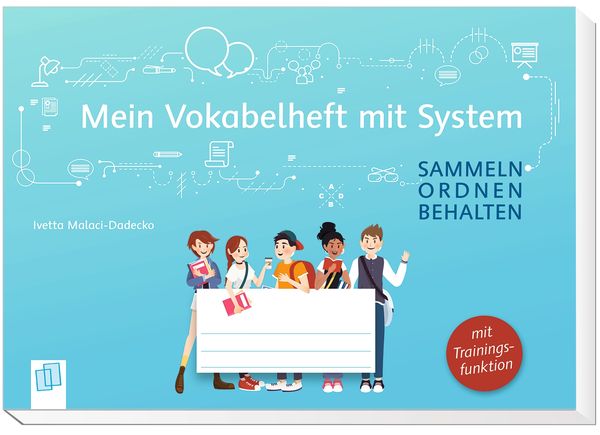 Mein Vokabelheft mit System
SAMMELN
ORDNEN
BEHALTEN
Ivetta Malaci-Dadecko
A
C B
D
mit
Trainings-
funktion